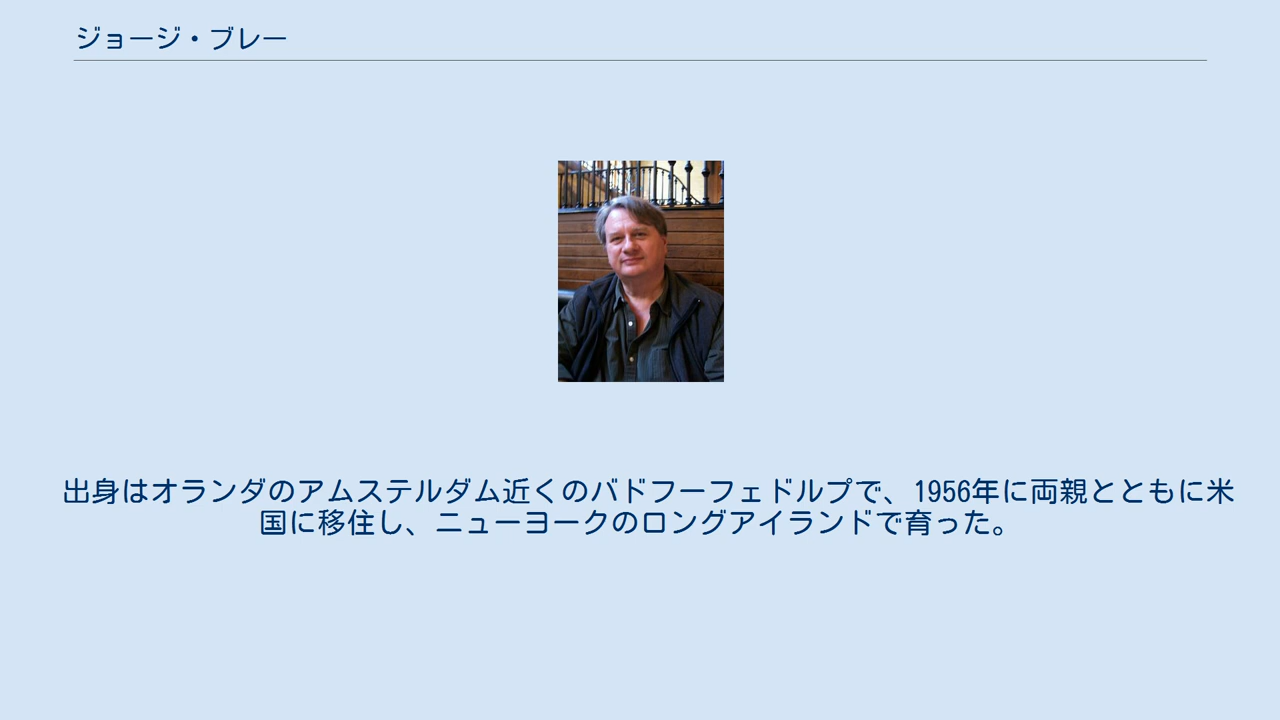 ジョージ・ブレー
出身はオランダのアムステルダム近くのバドフーフェドルプで、1956年に両親とともに米
国に移住し、ニューヨークのロングアイランドで育った。